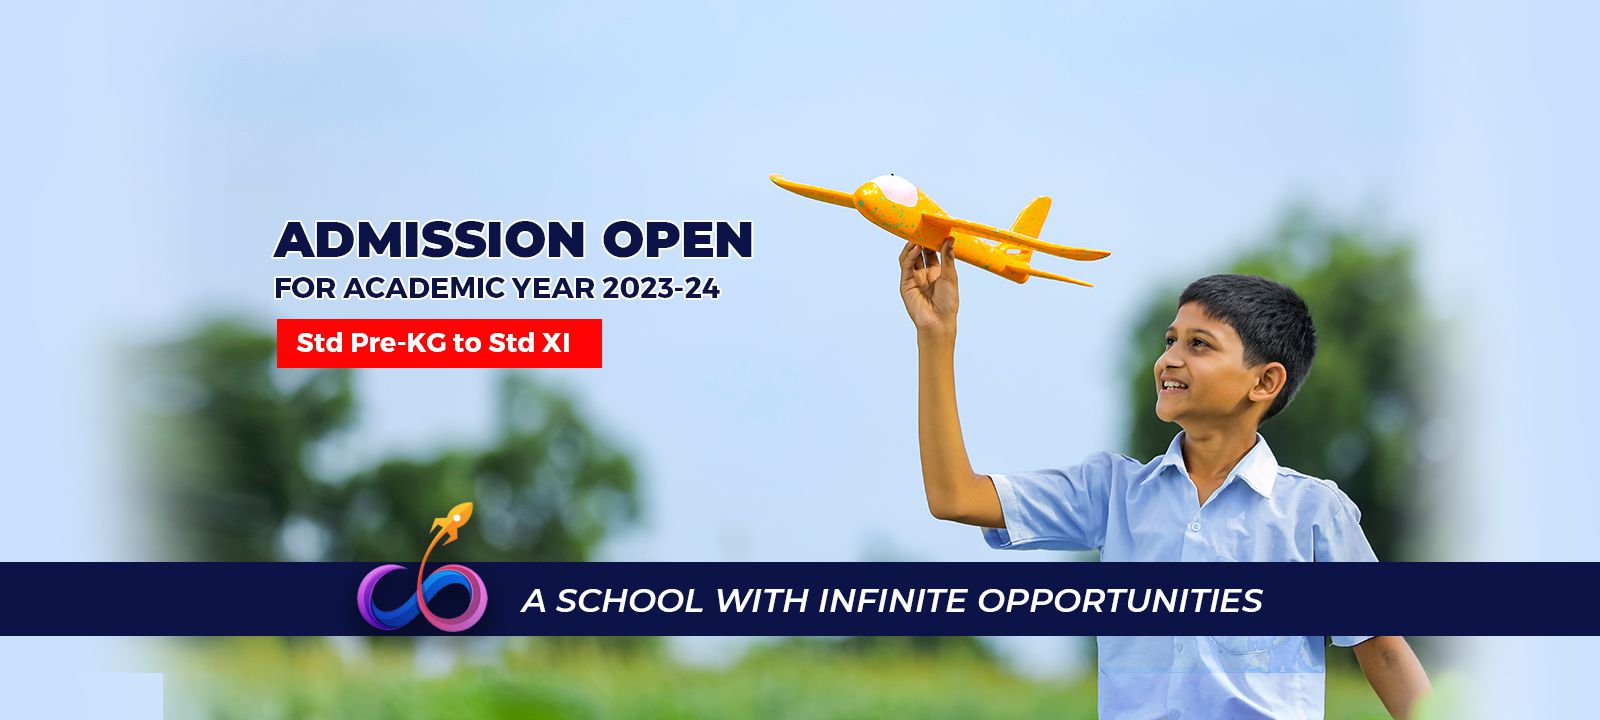 ADMISSION OPEN
FOR ACADEMIC YEAR 2023-24
Std Pre-KG to Std XI
A SCHOOL WITH INFINITE OPPORTUNITIES